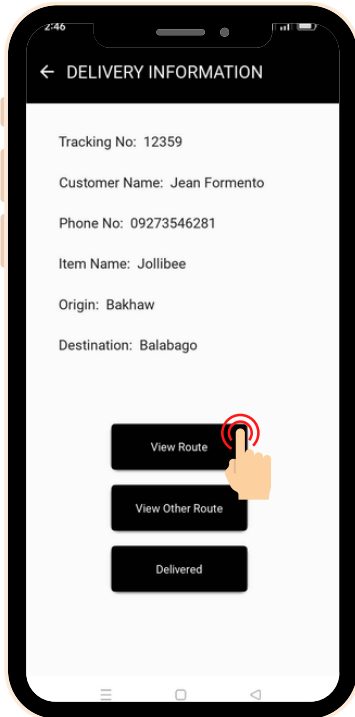 2:46
DELIVERY INFORMATION
Tracking No: 12359
Customer Name: Jean Formento
Phone No: 09273546281
Item Name: Jollibee
Origin: Bakhaw
Destination: Balabago
View Route
View Other Route
Delivered